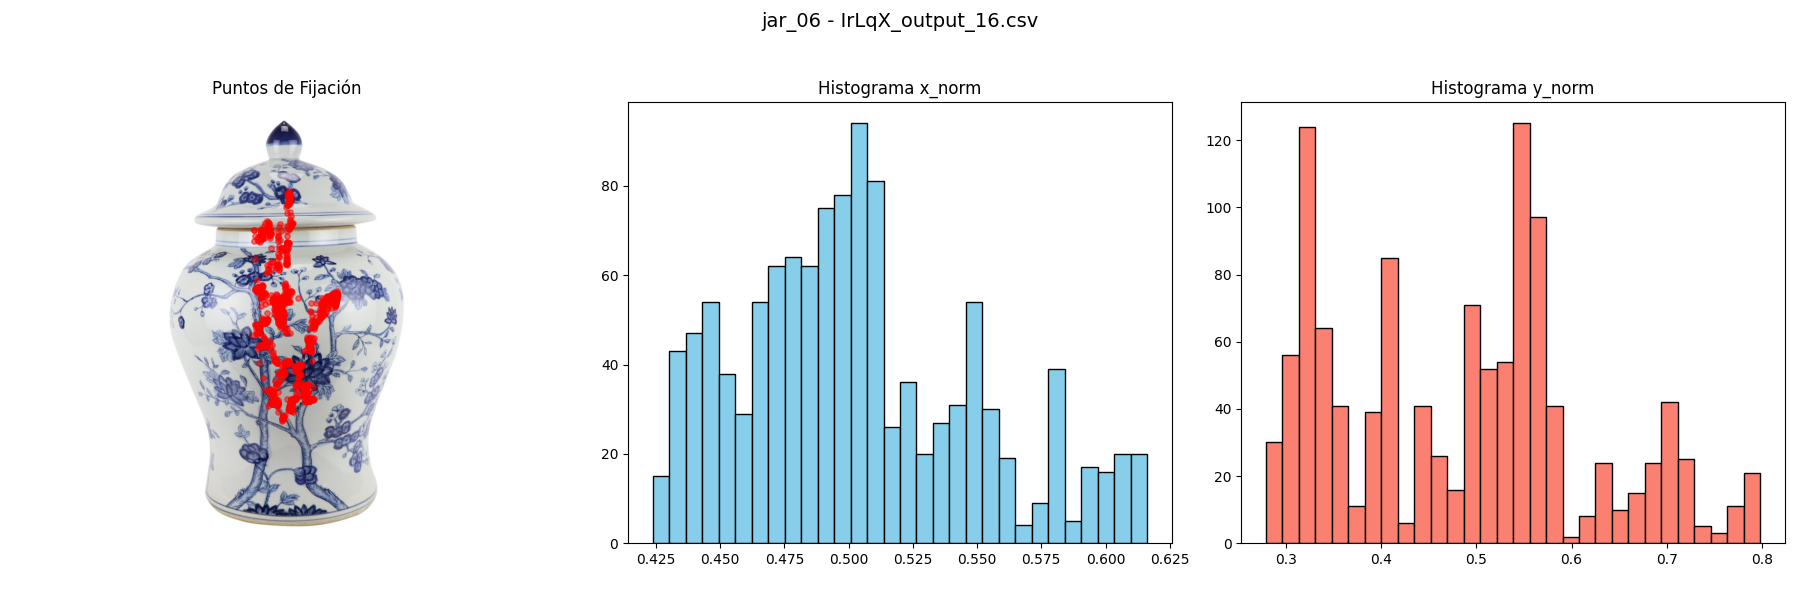 jar_06 - IrLqX_output_16.csv
Puntos de Fijación
Histograma x_norm
Histograma y_norm
80
60
40
20
0
0.425 0.450 0.475 0.500 0.525 0.550 0.575 0.600 0.625
120
100
80
60
40
20
0
0.3 0.4 0.5 0.6 0.7 0.8